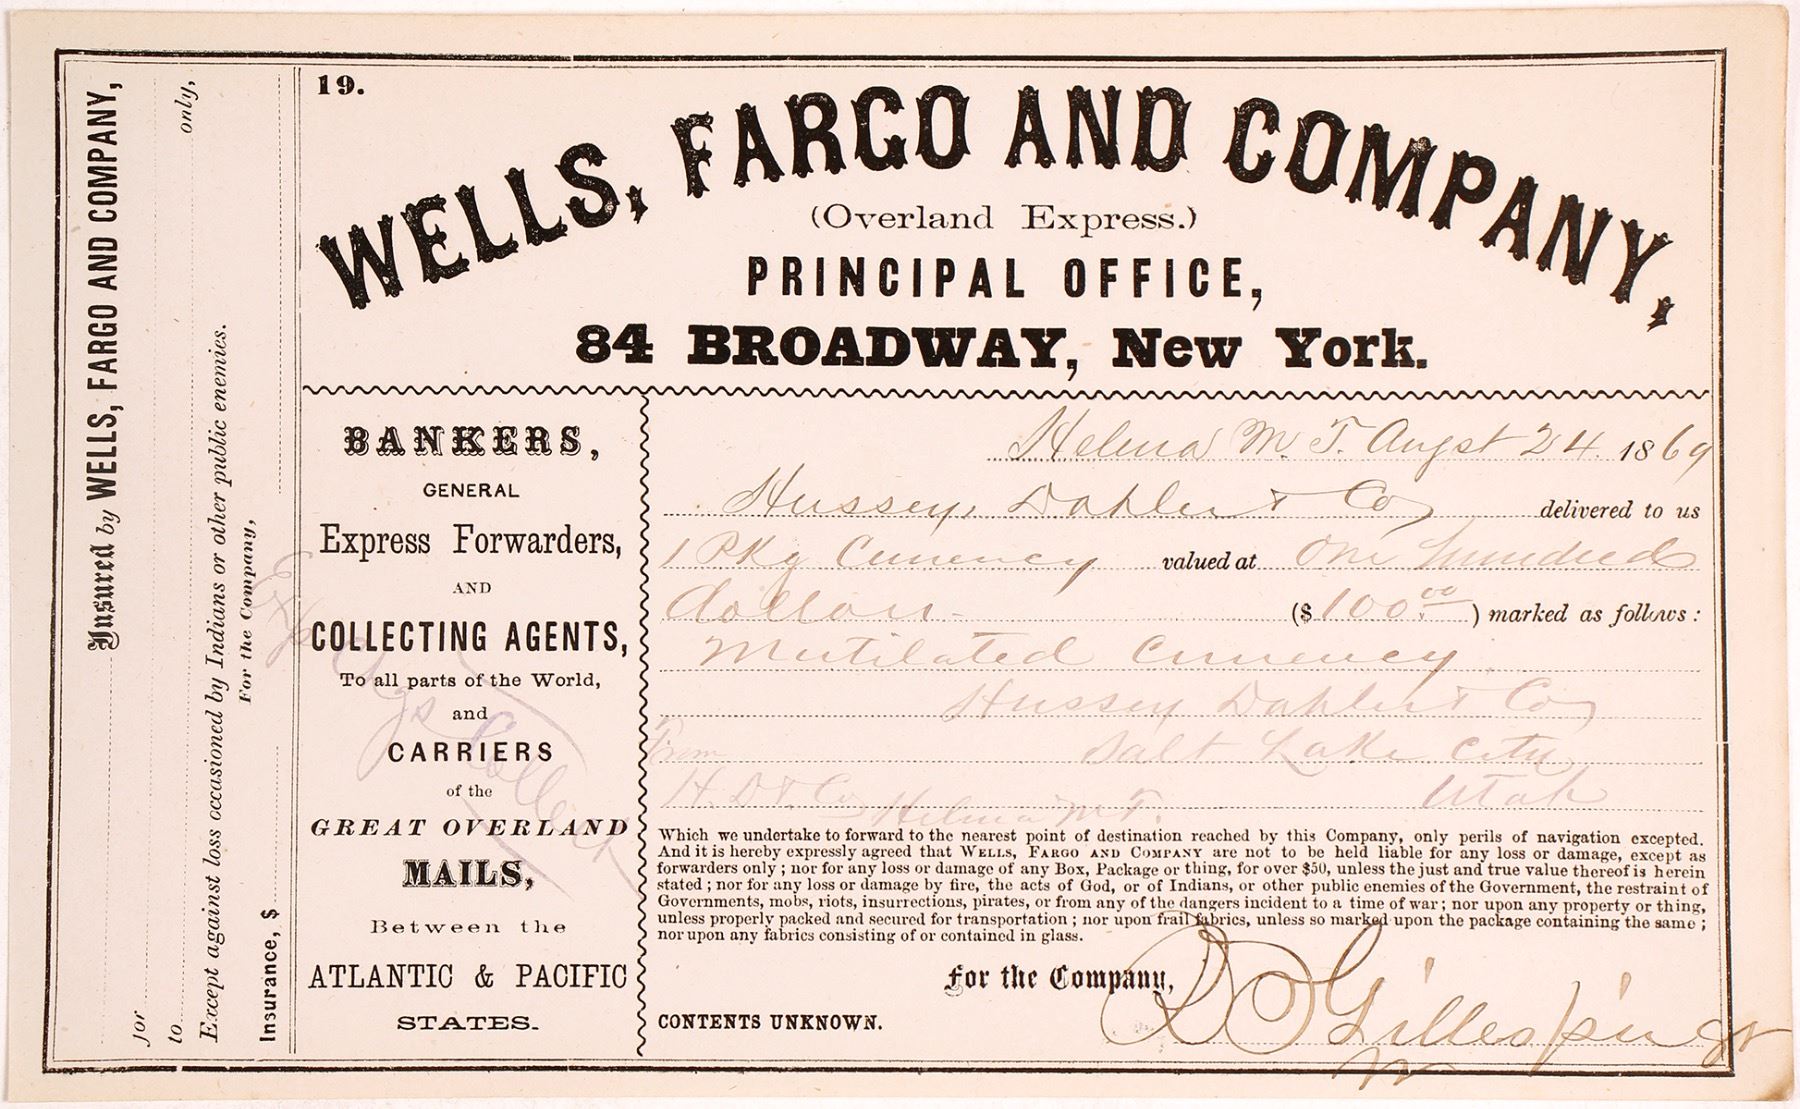 Insured by WELLS, FARGO AND COMPANY,
for
to only,
Except against loss occasioned by Indians or other public enemies.
For the Company,
Insurance, $
19.
WELLS, FARGO AND COMPANY,
(Overland Express.)
PRINCIPAL OFFICE,
84 BROADWAY, New York.
BANKERS,
GENERAL
Express Forwarders,
AND
COLLECTING AGENTS,
To all parts of the World,
and
CARRIERS
of the
GREAT OVERLAND
MAILS,
Between the
ATLANTIC & PACIFIC
STATES.
Collect
Helena M. T. Augst 24 1869
Hussey, Dahler & Co delivered to us
1 Pkg Currency valued at One hundred
dollars ($ 100.00 ) marked as follows:
Mutilated Currency
Hussey Dahler & Co
From Salt Lake City
H. D & Co Helena M T. Utah
Which we undertake to forward to the nearest point of destination reached by this Company, only perils of navigation excepted.
And it is hereby expressly agreed that WELLS, FARGO AND COMPANY are not to be held liable for any loss or damage, except as
forwarders only; nor for any loss or damage of any Box, Package or thing, for over $50, unless the just and true value thereof is herein
stated; nor for any loss or damage by fire, the acts of God, or of Indians, or other public enemies of the Government, the restraint of
Governments, mobs, riots, insurrections, pirates, or from any of the dangers incident to a time of war; nor upon any property or thing,
unless properly packed and secured for transportation; nor upon frail fabrics, unless so marked upon the package containing the same;
nor upon any fabrics consisting of or contained in glass.
For the Company,
CONTENTS UNKNOWN.
Gillespie